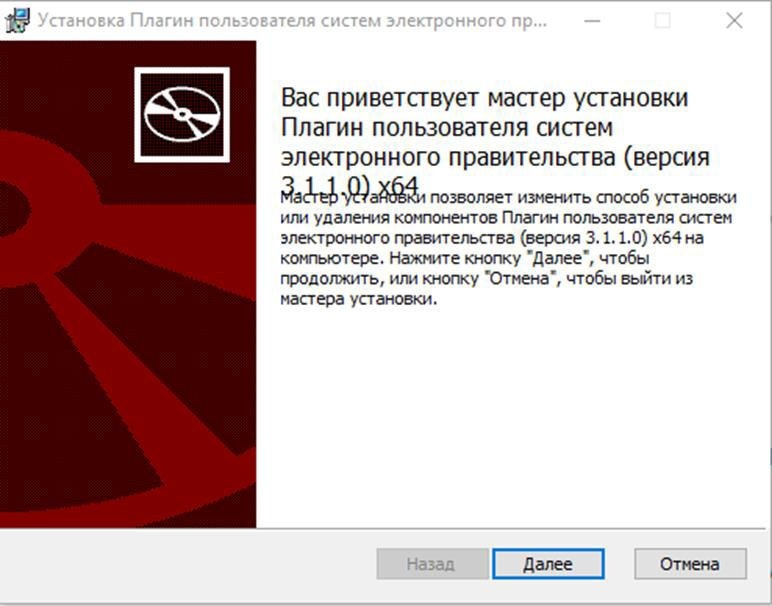 Установка Плагин пользователя систем электронного пр...
Вас приветствует мастер установки
Плагин пользователя систем
электронного правительства (версия
3.1.1.0) x64
Мастер установки позволяет изменить способ установки
или удаления компонентов Плагин пользователя систем
электронного правительства (версия 3.1.1.0) x64 на
компьютере. Нажмите кнопку "Далее", чтобы
продолжить, или кнопку "Отмена", чтобы выйти из
мастера установки.
Назад
Далее
Отмена